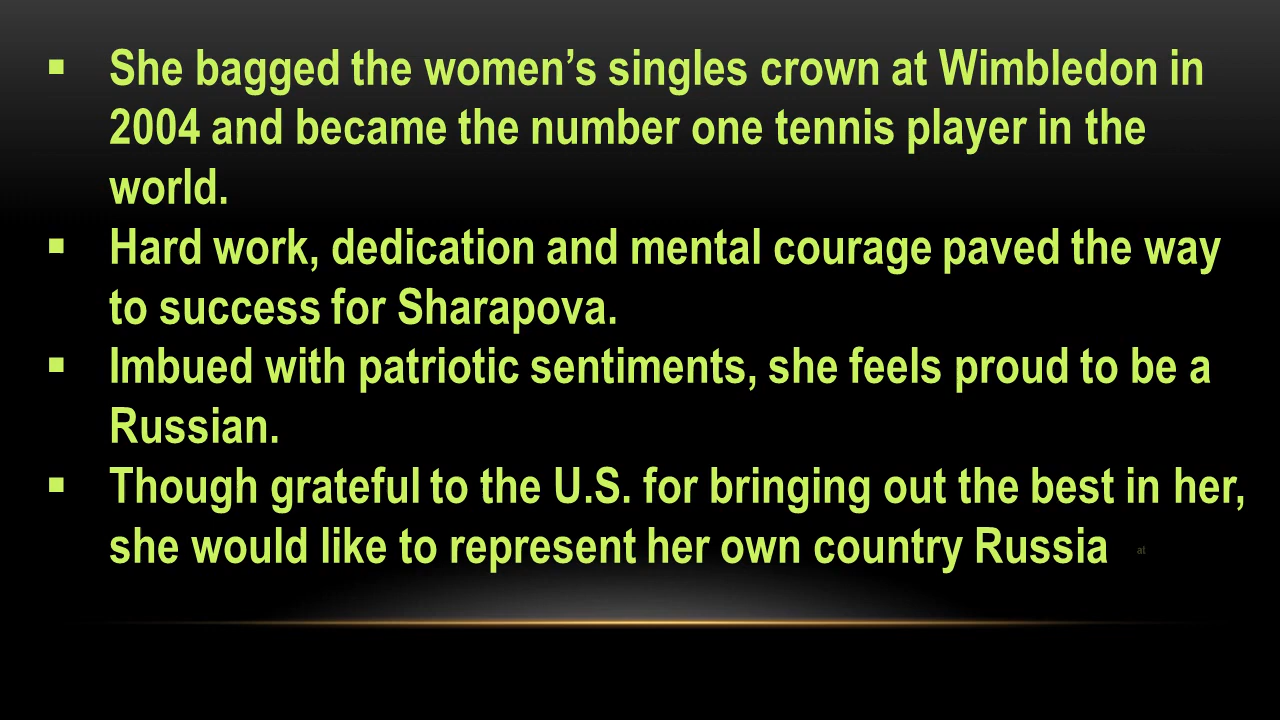 ▪ She bagged the women’s singles crown at Wimbledon in
2004 and became the number one tennis player in the
world.
▪ Hard work, dedication and mental courage paved the way
to success for Sharapova.
▪ Imbued with patriotic sentiments, she feels proud to be a
Russian.
▪ Though grateful to the U.S. for bringing out the best in her,
she would like to represent her own country Russia at